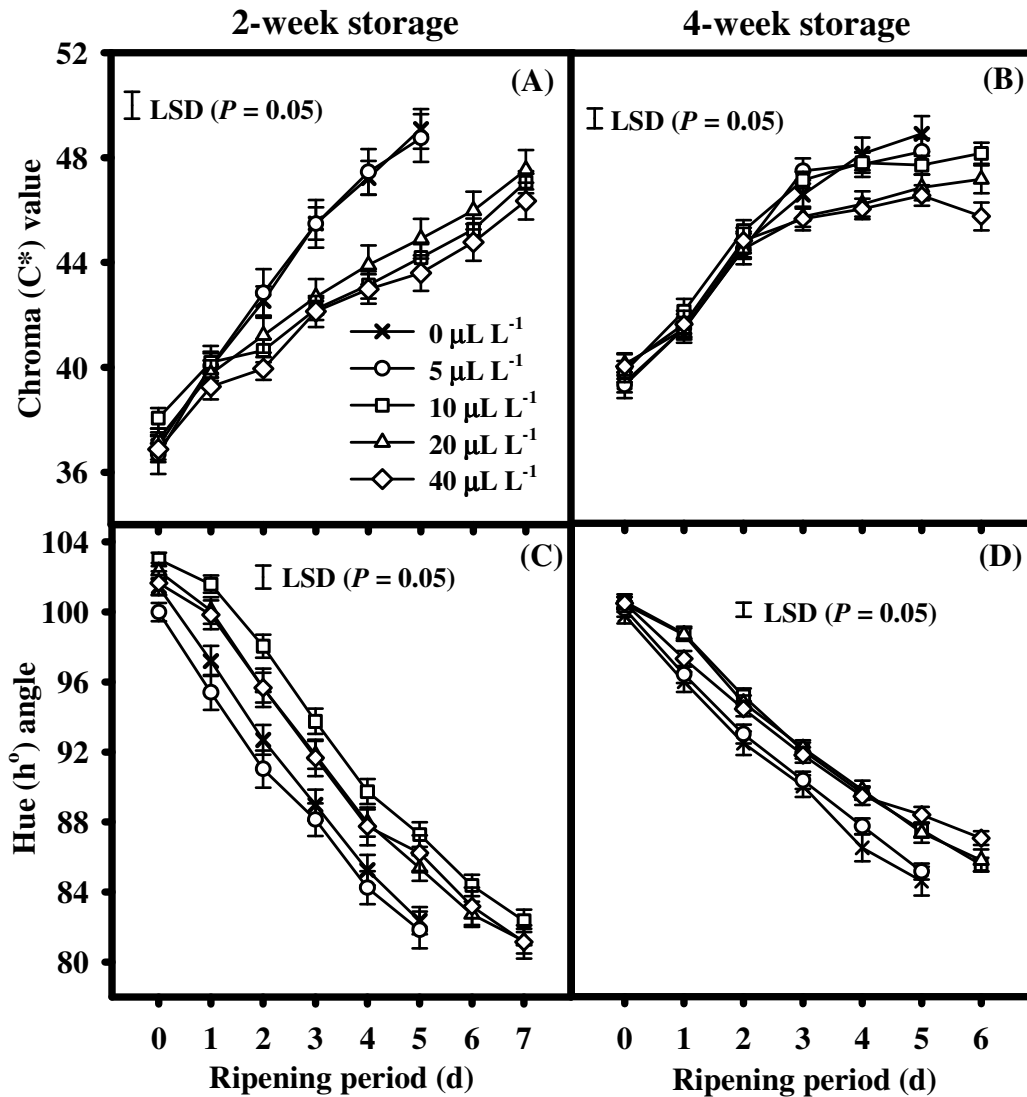 2-week storage
4-week storage
52
48
44
40
36
Chroma (C*) value
(A)
LSD (P = 0.05)
0 µL L-1
5 µL L-1
10 µL L-1
20 µL L-1
40 µL L-1
(B)
LSD (P = 0.05)
104
100
96
92
88
84
80
Hue (ho) angle
(C)
LSD (P = 0.05)
(D)
LSD (P = 0.05)
0 1 2 3 4 5 6 7
0 1 2 3 4 5 6
Ripening period (d)
Ripening period (d)